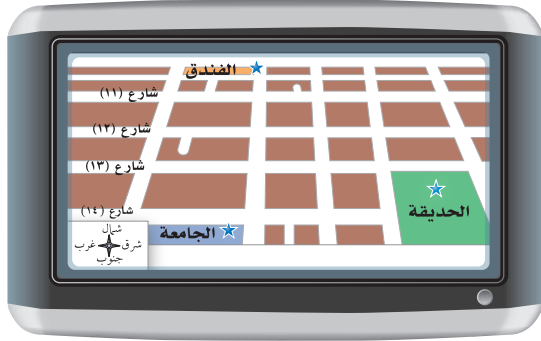 الفندق
شارع (١١)
شارع (١٢)
شارع (١٣)
شارع (١٤)
الحديقة
الجامعة
شمال
شرق
غرب
جنوب